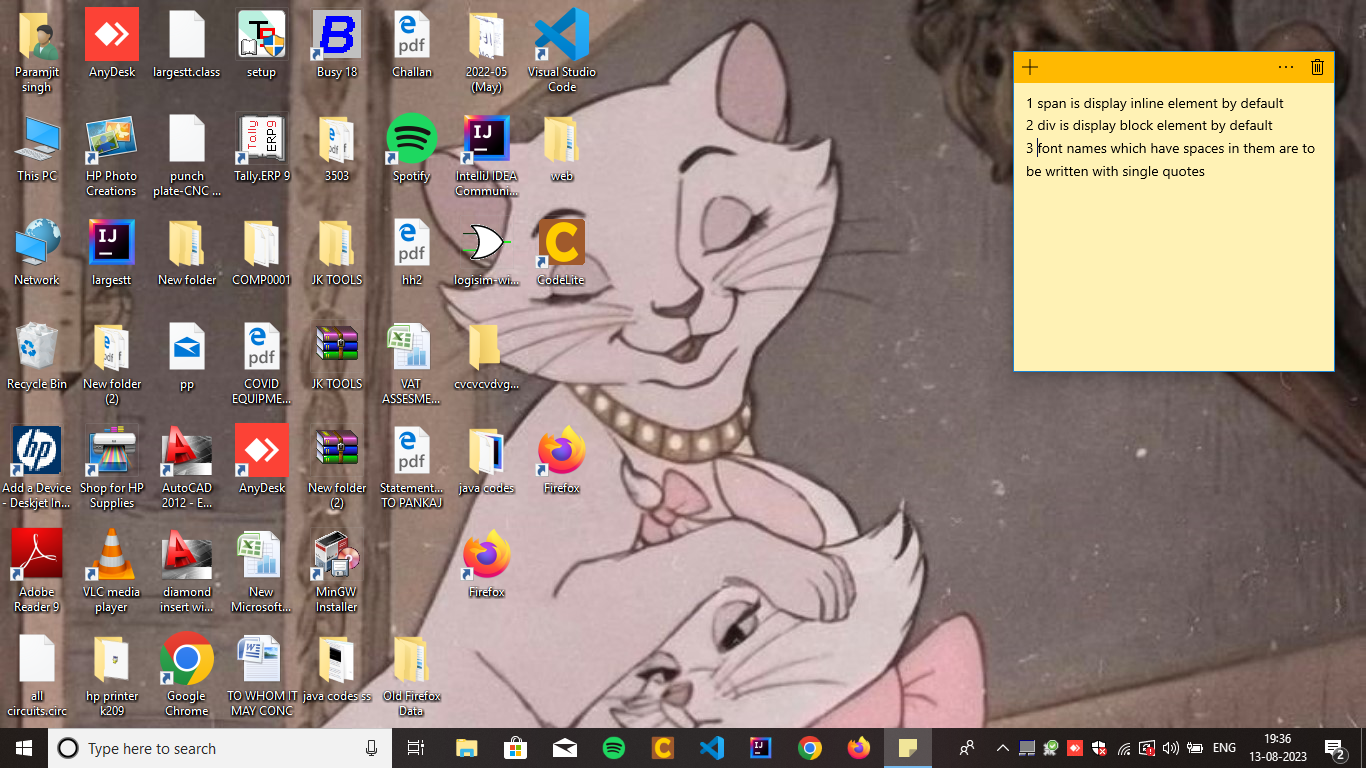 Paramjit
singh
AnyDesk
largestt.class
setup
Busy 18
Challan
2022-05
(May)
Visual Studio
Code
This PC
HP Photo
Creations
punch
plate-CNC ...
Tally.ERP 9
3503
Spotify
IntelliJ IDEA
Communi...
web
Network
largestt
New folder
COMP0001
JK TOOLS
hh2
logisim-wi...
CodeLite
Recycle Bin
New folder
(2)
pp
COVID
EQUIPME...
JK TOOLS
VAT
ASSESME...
cvcvcvdvg...
Add a Device
- Deskjet In...
Shop for HP
Supplies
AutoCAD
2012 - E...
AnyDesk
New folder
(2)
Statement...
TO PANKAJ
java codes
Firefox
Adobe
Reader 9
VLC media
player
diamond
insert wi...
New
Microsoft...
MinGW
Installer
Firefox
all
circuits.circ
hp printer
k209
Google
Chrome
TO WHOM IT
MAY CONC
java codes ss
Old Firefox
Data
1 span is display inline element by default
2 div is display block element by default
3 font names which have spaces in them are to
be written with single quotes
Type here to search
ENG
19:36
13-08-2023
2